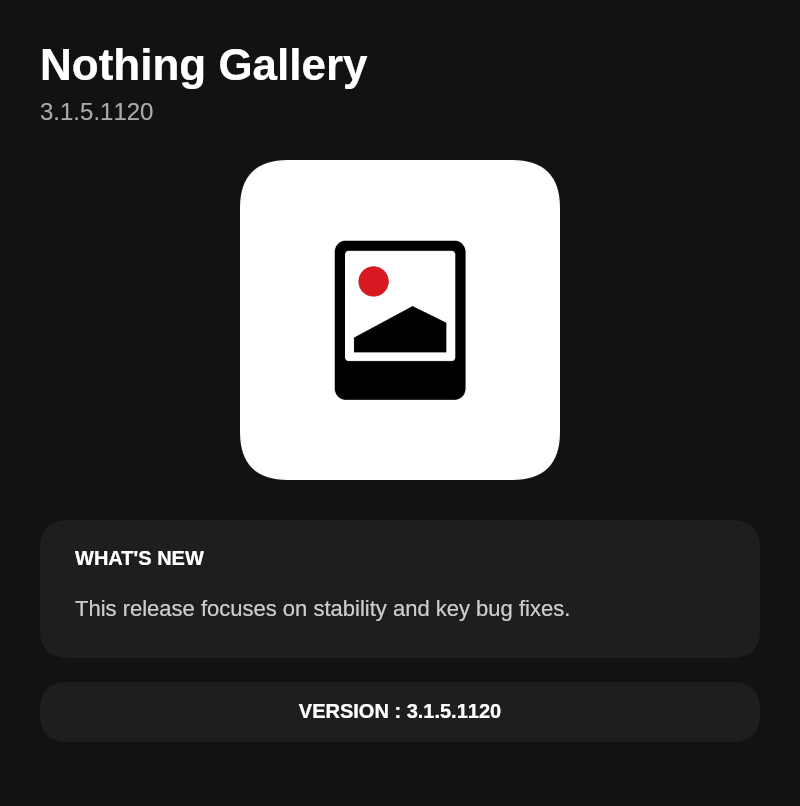 Nothing Gallery
3.1.5.1120
WHAT'S NEW
This release focuses on stability and key bug fixes.
VERSION : 3.1.5.1120